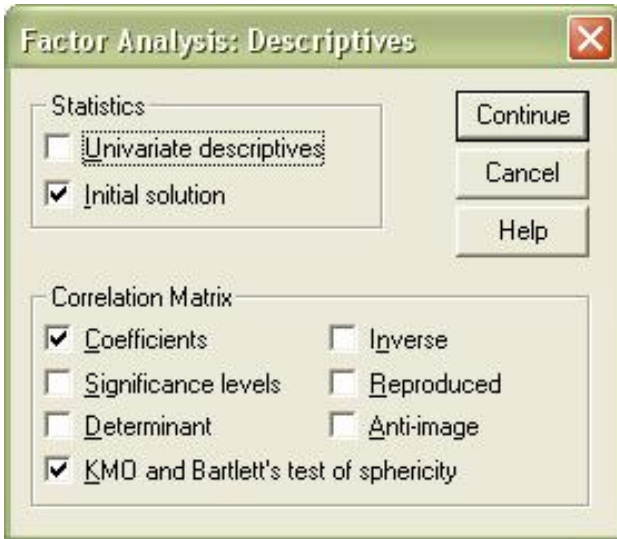 Factor Analysis: Descriptives
Statistics
Univariate descriptives
Initial solution
Continue
Cancel
Help
Correlation Matrix
Coefficients Inverse
Significance levels Reproduced
Determinant Anti-image
KMO and Bartlett's test of sphericity